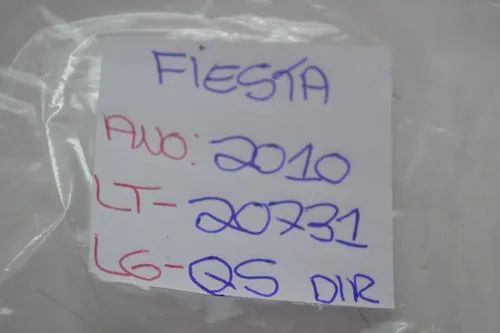 FIESTA
ANO: 2010
LT-20731
LG-QS DIR